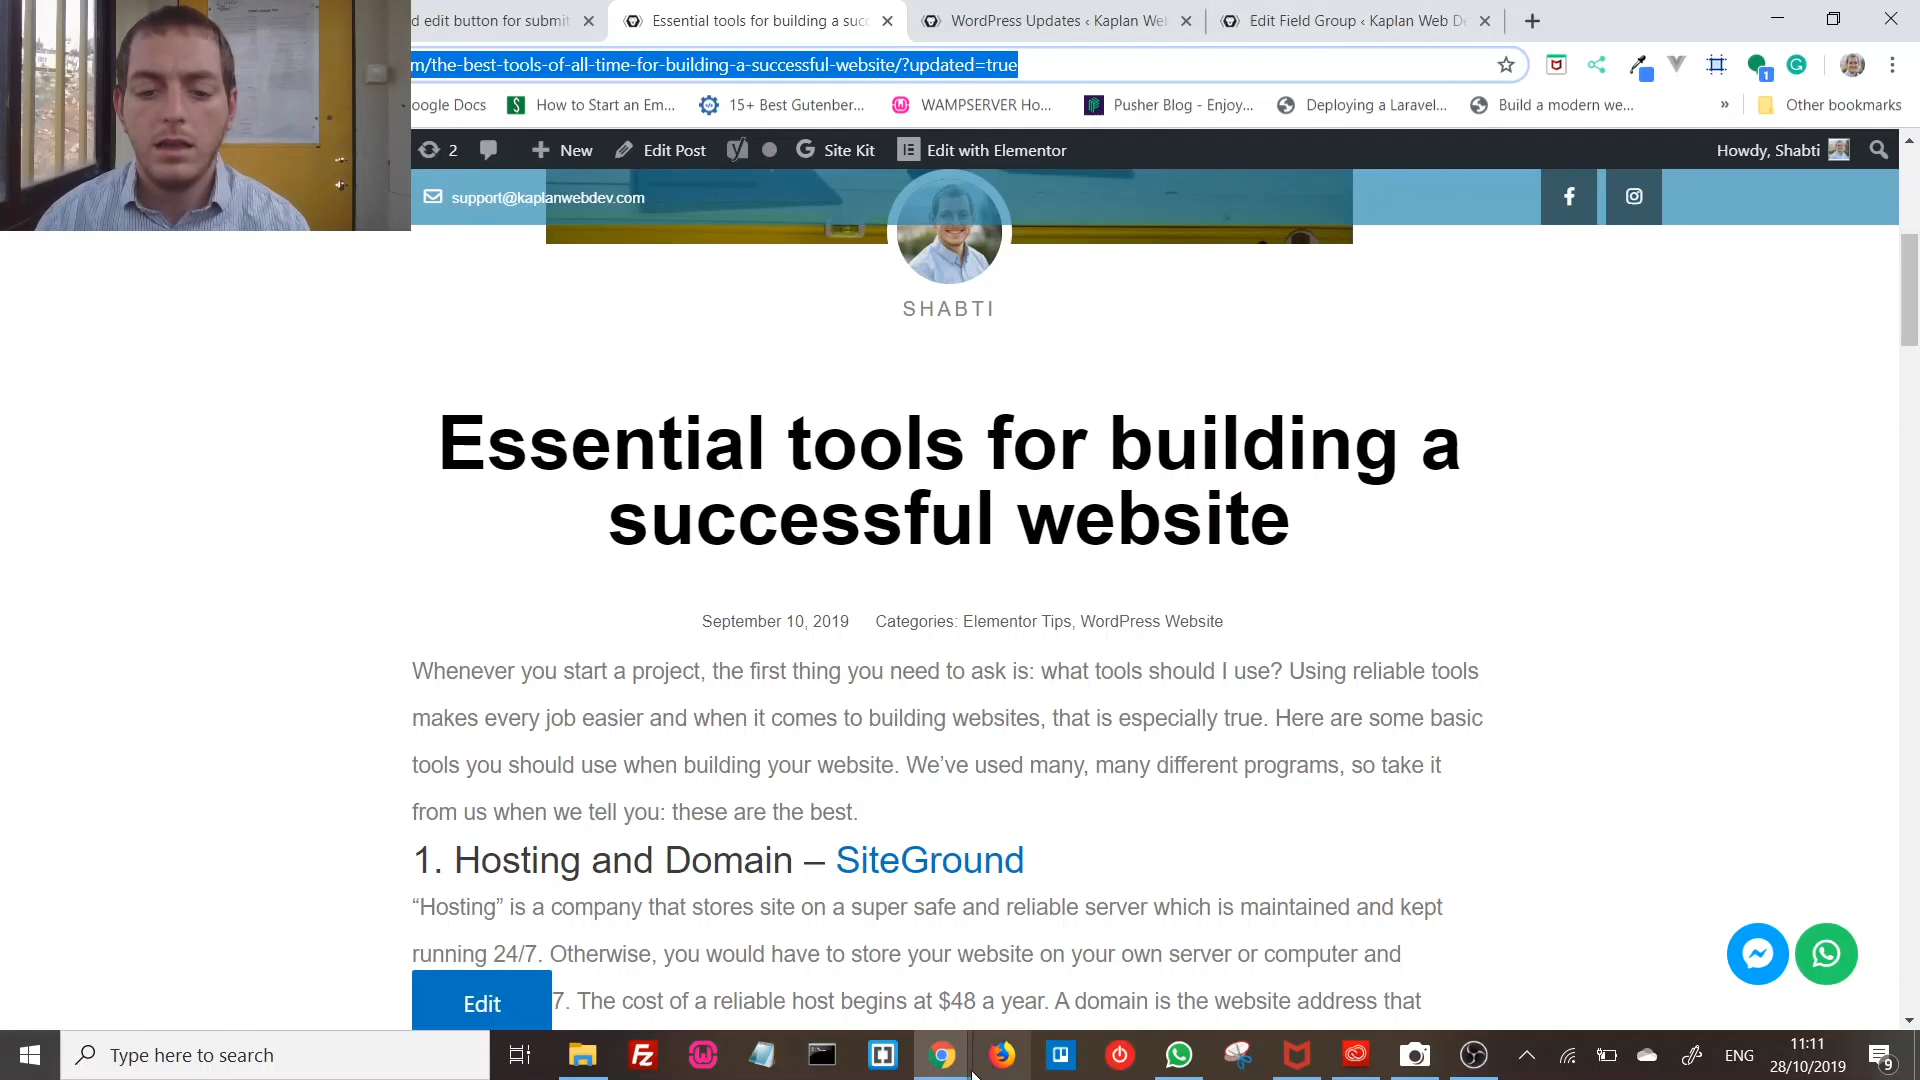 d edit button for submit
Essential tools for building a succ
WordPress Updates ‹ Kaplan We
Edit Field Group ‹ Kaplan Web De
m/the-best-tools-of-all-time-for-building-a-successful-website/?updated=true
1
oogle Docs
How to Start an Em...
15+ Best Gutenber...
WAMPSERVER Ho...
Pusher Blog - Enjoy...
Deploying a Laravel...
Build a modern we...
»
Other bookmarks
2
New
Edit Post
Site Kit
Edit with Elementor
Howdy, Shabti
support@kaplanwebdev.com
SHABTI
Essential tools for building a
successful website
September 10, 2019 Categories: Elementor Tips, WordPress Website
Whenever you start a project, the first thing you need to ask is: what tools should I use? Using reliable tools
makes every job easier and when it comes to building websites, that is especially true. Here are some basic
tools you should use when building your website. We’ve used many, many different programs, so take it
from us when we tell you: these are the best.
1. Hosting and Domain – SiteGround
“Hosting” is a company that stores site on a super safe and reliable server which is maintained and kept
running 24/7. Otherwise, you would have to store your website on your own server or computer and
7. The cost of a reliable host begins at $48 a year. A domain is the website address that
Edit
Type here to search
ENG
11:11
28/10/2019
9